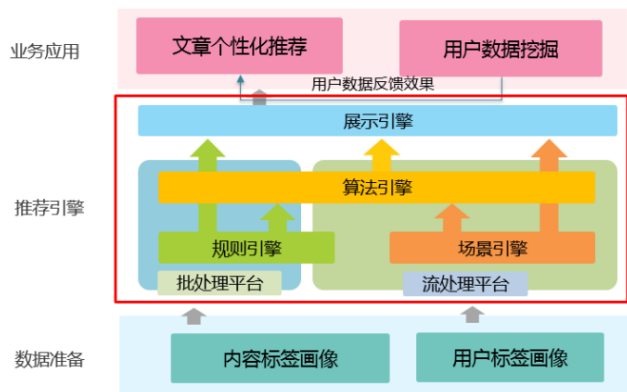 业务应用
文章个性化推荐
用户数据挖掘
用户数据反馈效果
展示引擎
推荐引擎
算法引擎
规则引擎
场景引擎
批处理平台
流处理平台
数据准备
内容标签画像
用户标签画像